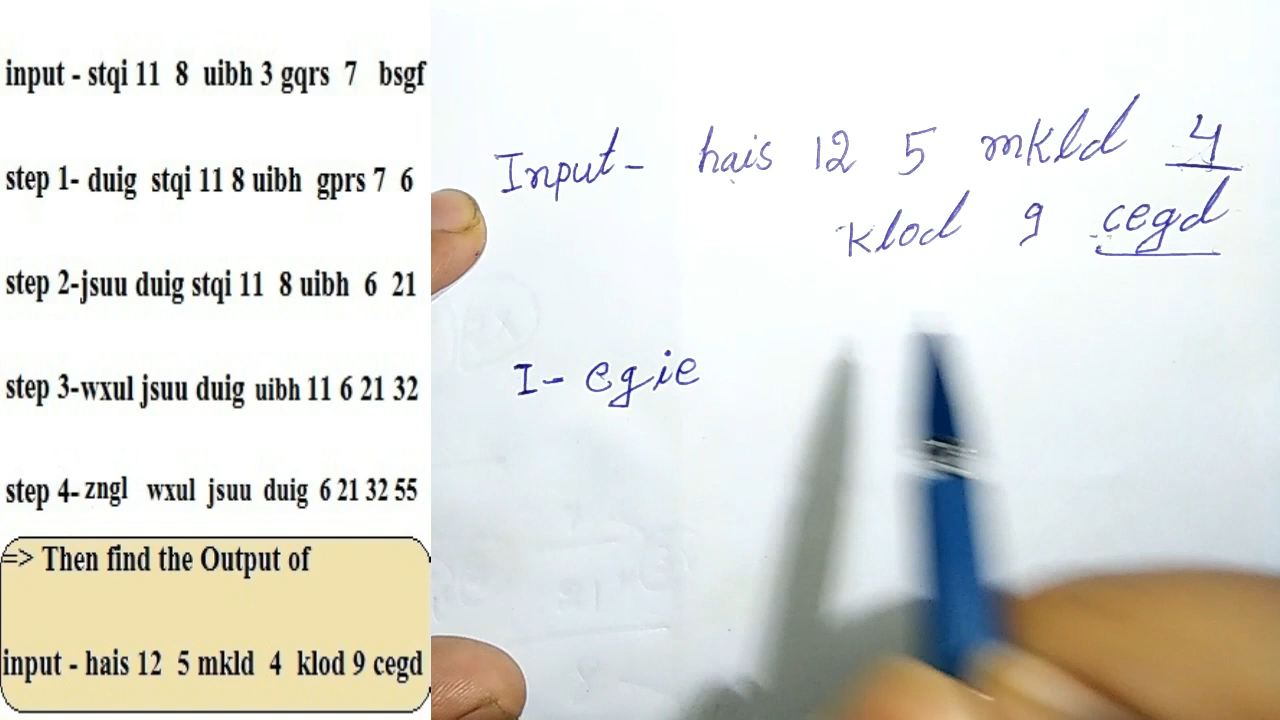 input - stqi 11 8 uibh 3 gqrs 7 bsgf
step 1- duig stqi 11 8 uibh gprs 7 6
step 2-jsuu duig stqi 11 8 uibh 6 21
step 3-wxul jsuu duig uibh 11 6 21 32
step 4- zngl wxul jsuu duig 6 21 32 55
=> Then find the Output of
input - hais 12 5 mkld 4 klod 9 cegd
Input- hais 12 5 mkld 4
klod 9 cegd
I- egie